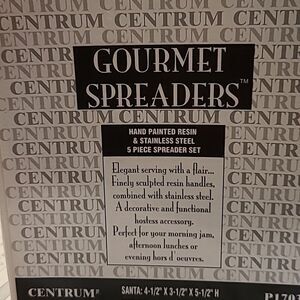 CENTRUM CENTRUM CENTRUM
GOURMET
SPREADERS™
HAND PAINTED RESIN
& STAINLESS STEEL
5 PIECE SPREADER SET
Elegant serving with a flair...
Finely sculpted resin handles,
combined with stainless steel.
A decorative and functional
hostess accessory.
Perfect for your morning jam,
afternoon lunches or
evening hors d'oeuvres.
CENTRUM® SANTA: 4-1/2" X 3-1/2" X 5-1/2" H